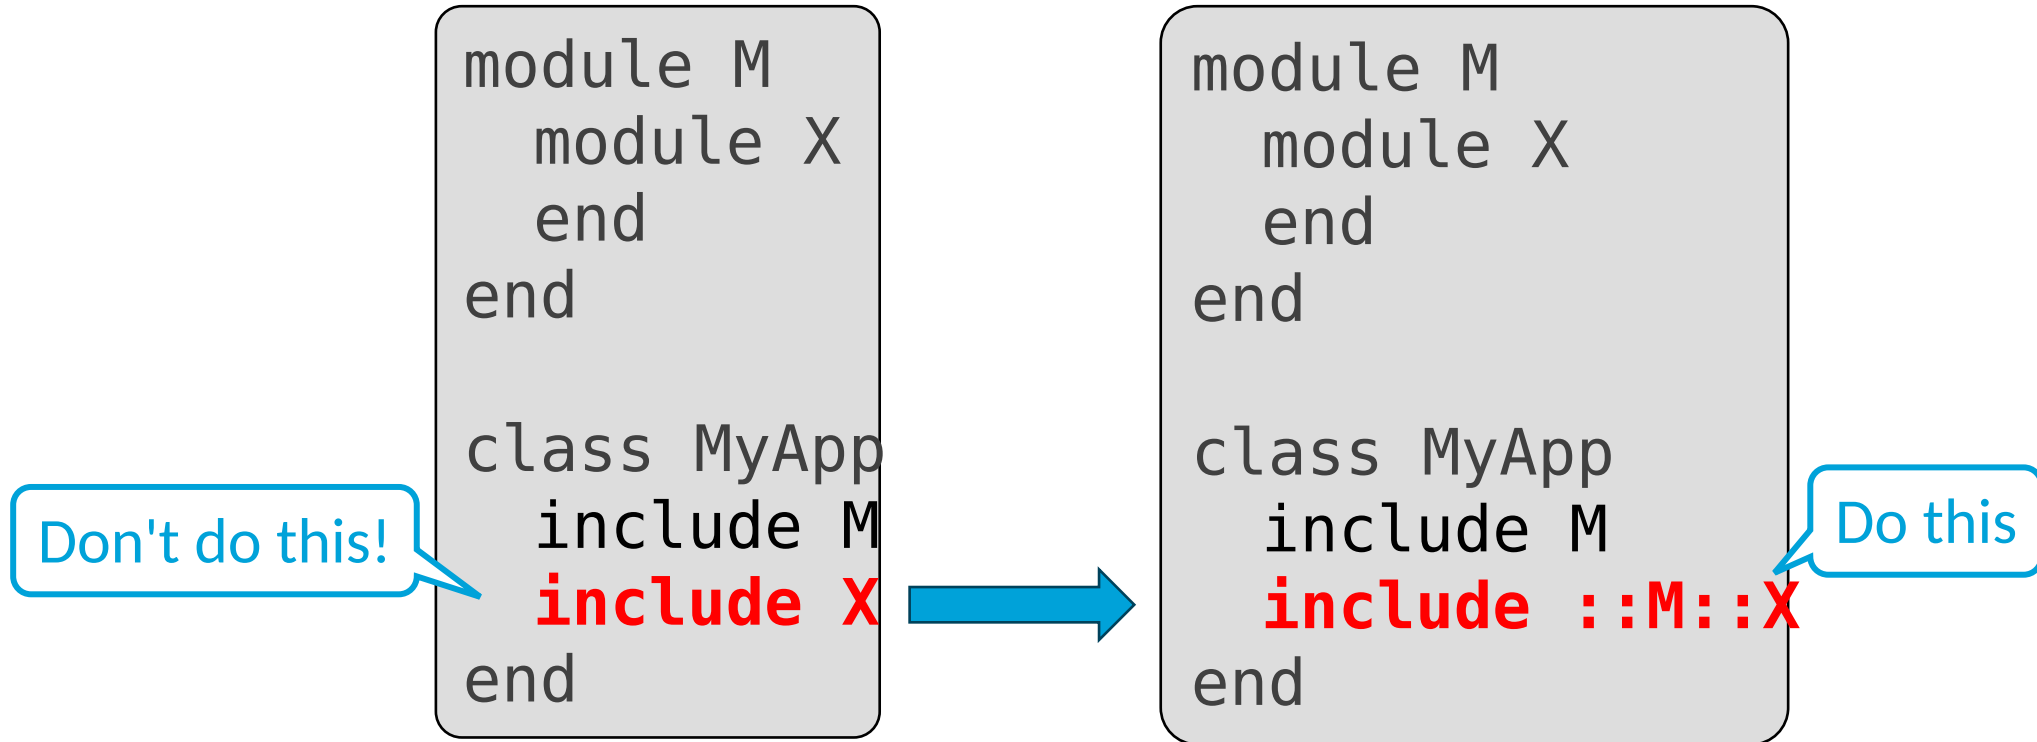 module M
  module X
  end
end

class MyApp
  include M
  include X
end
Don't do this!
module M
  module X
  end
end

class MyApp
  include M
  include ::M::X
end
Do this